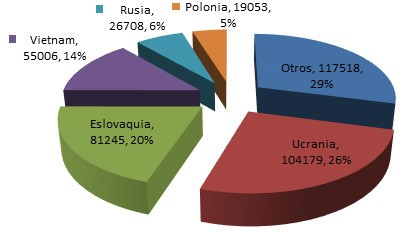 Rusia,
26708, 6%
Polonia, 19053,
5%
Vietnam,
55006, 14%
Otros, 117518,
29%
Eslovaquia,
81245, 20%
Ucrania,
104179, 26%